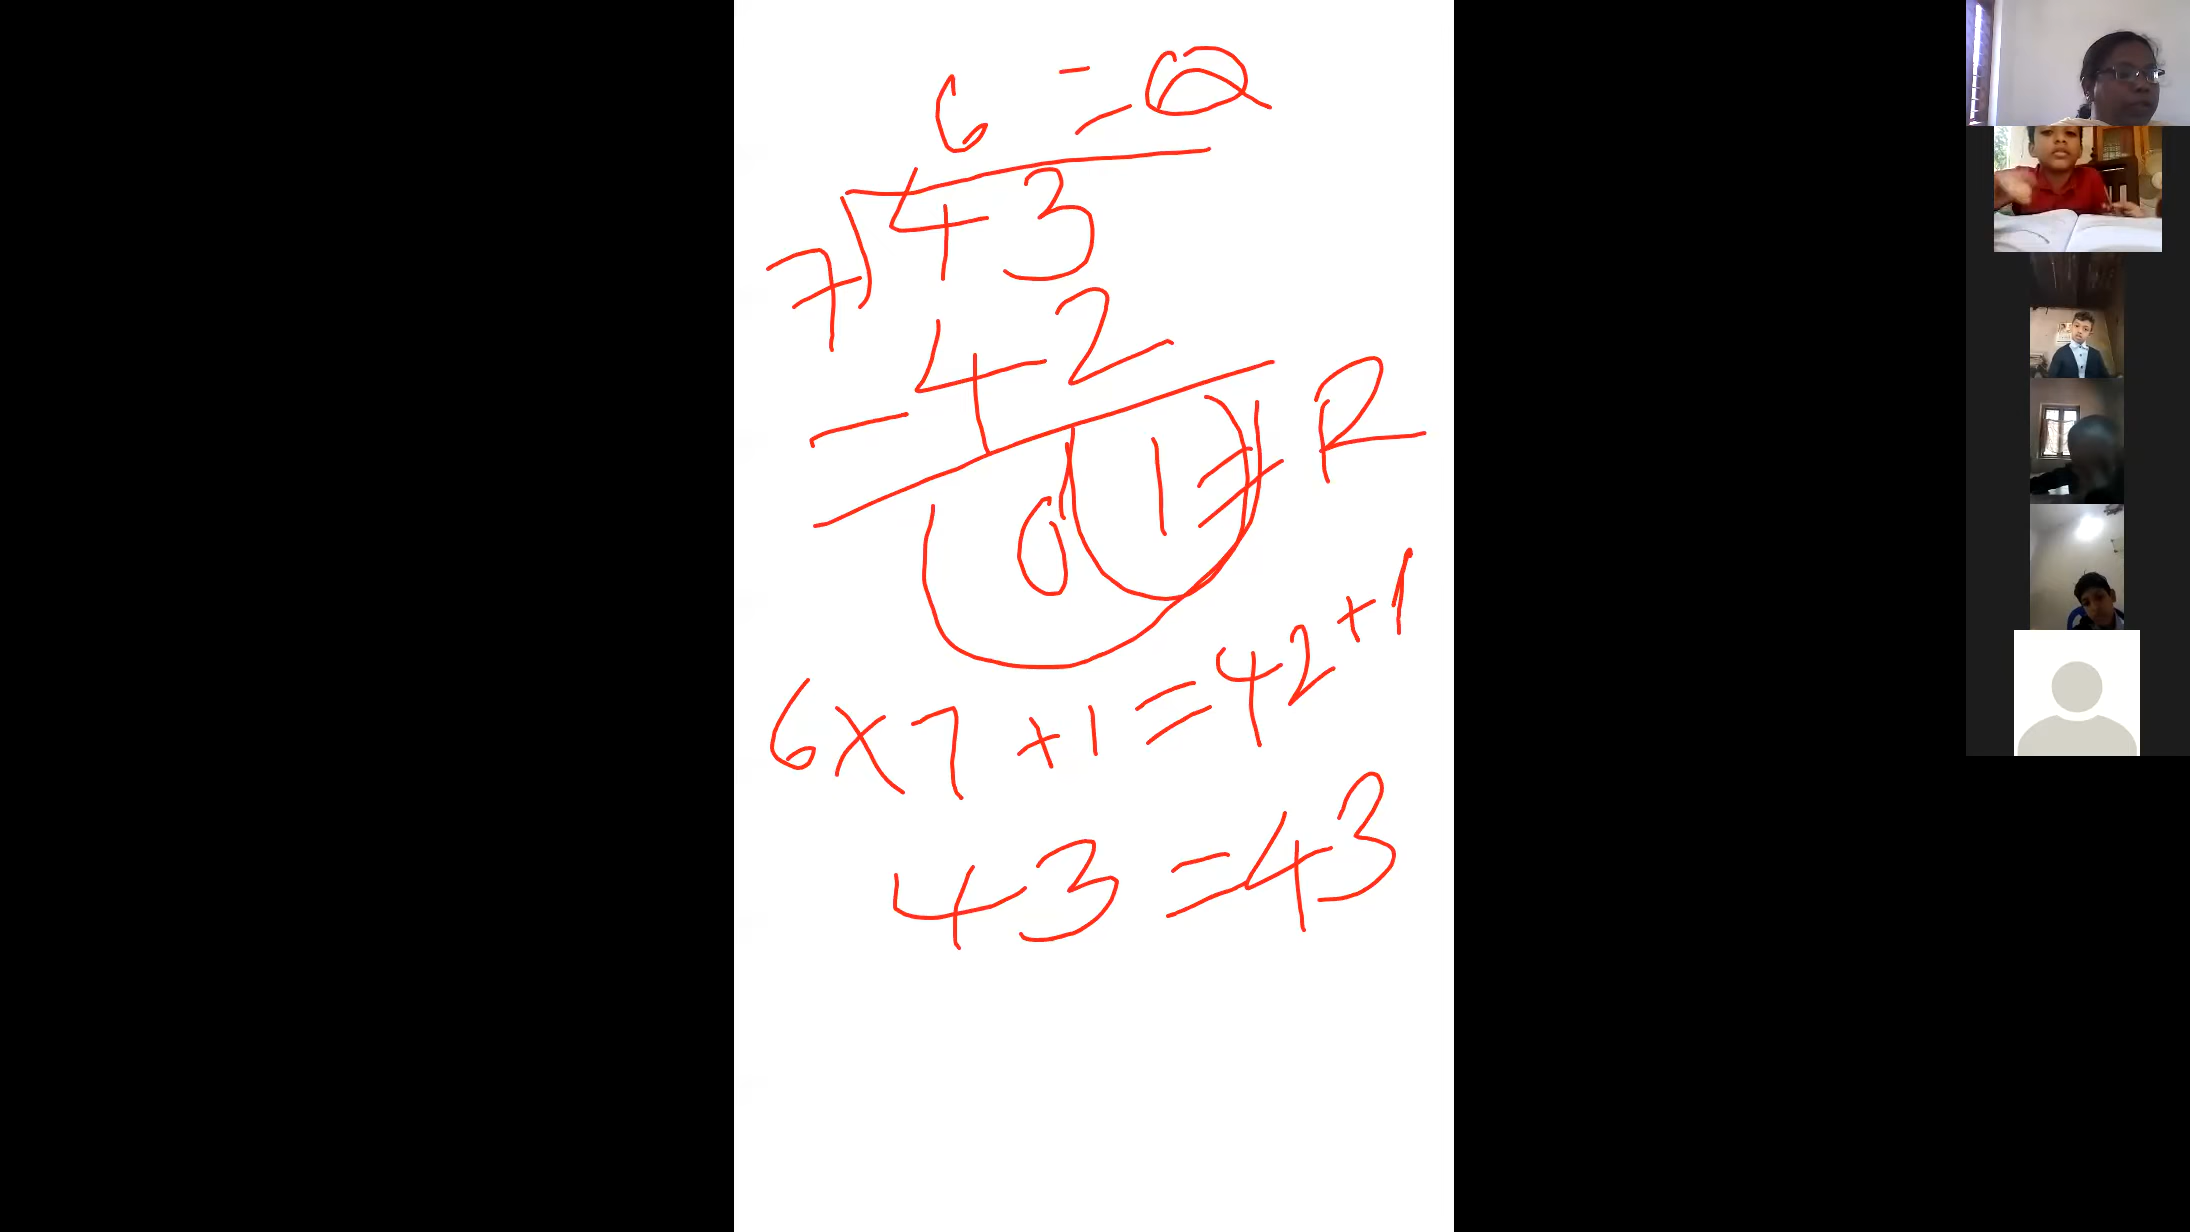 6 = Q
7)43
- 42
01 = R
6 x 7 + 1 = 42 + 1
43 = 43